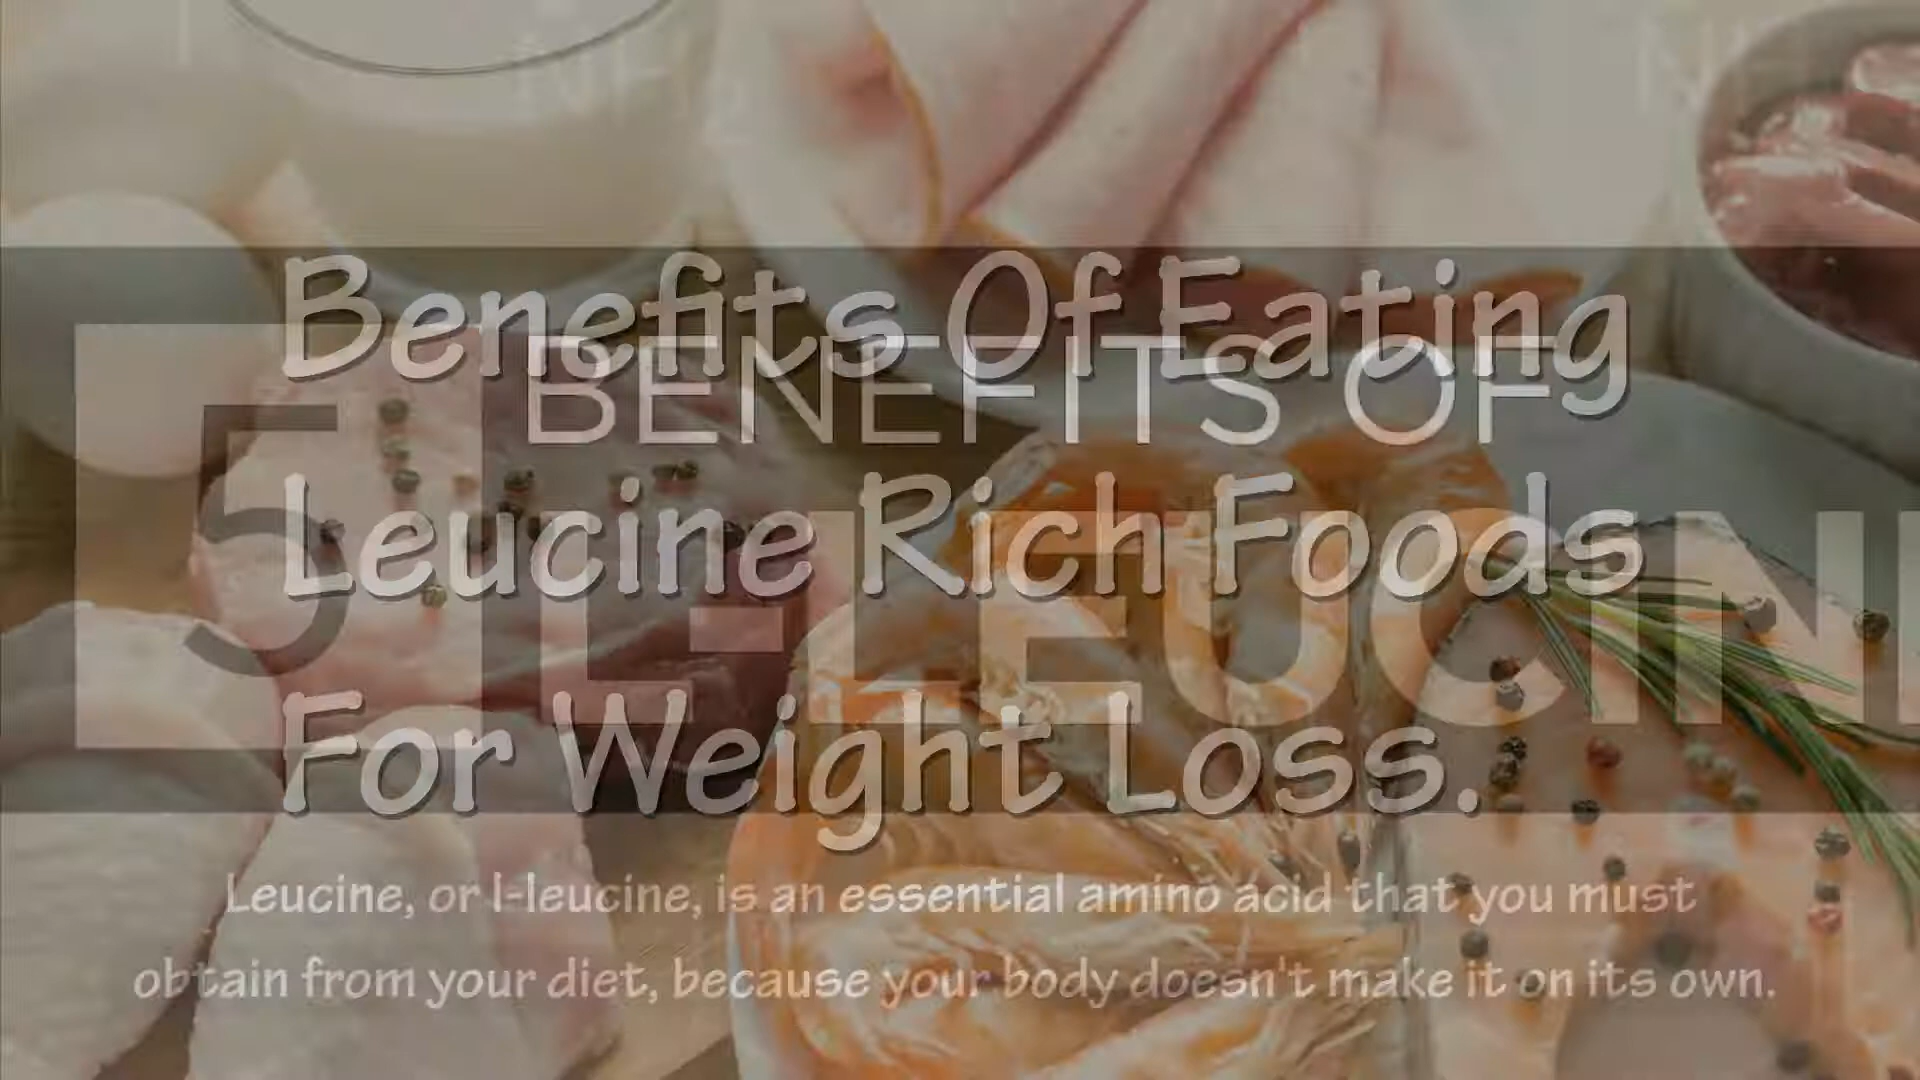 Benefits Of Eating
Leucine Rich Foods
For Weight Loss.
5
BENEFITS OF
L-LEUCIN
Leucine, or l-leucine, is an essential amino acid that you must
obtain from your diet, because your body doesn't make it on its own.